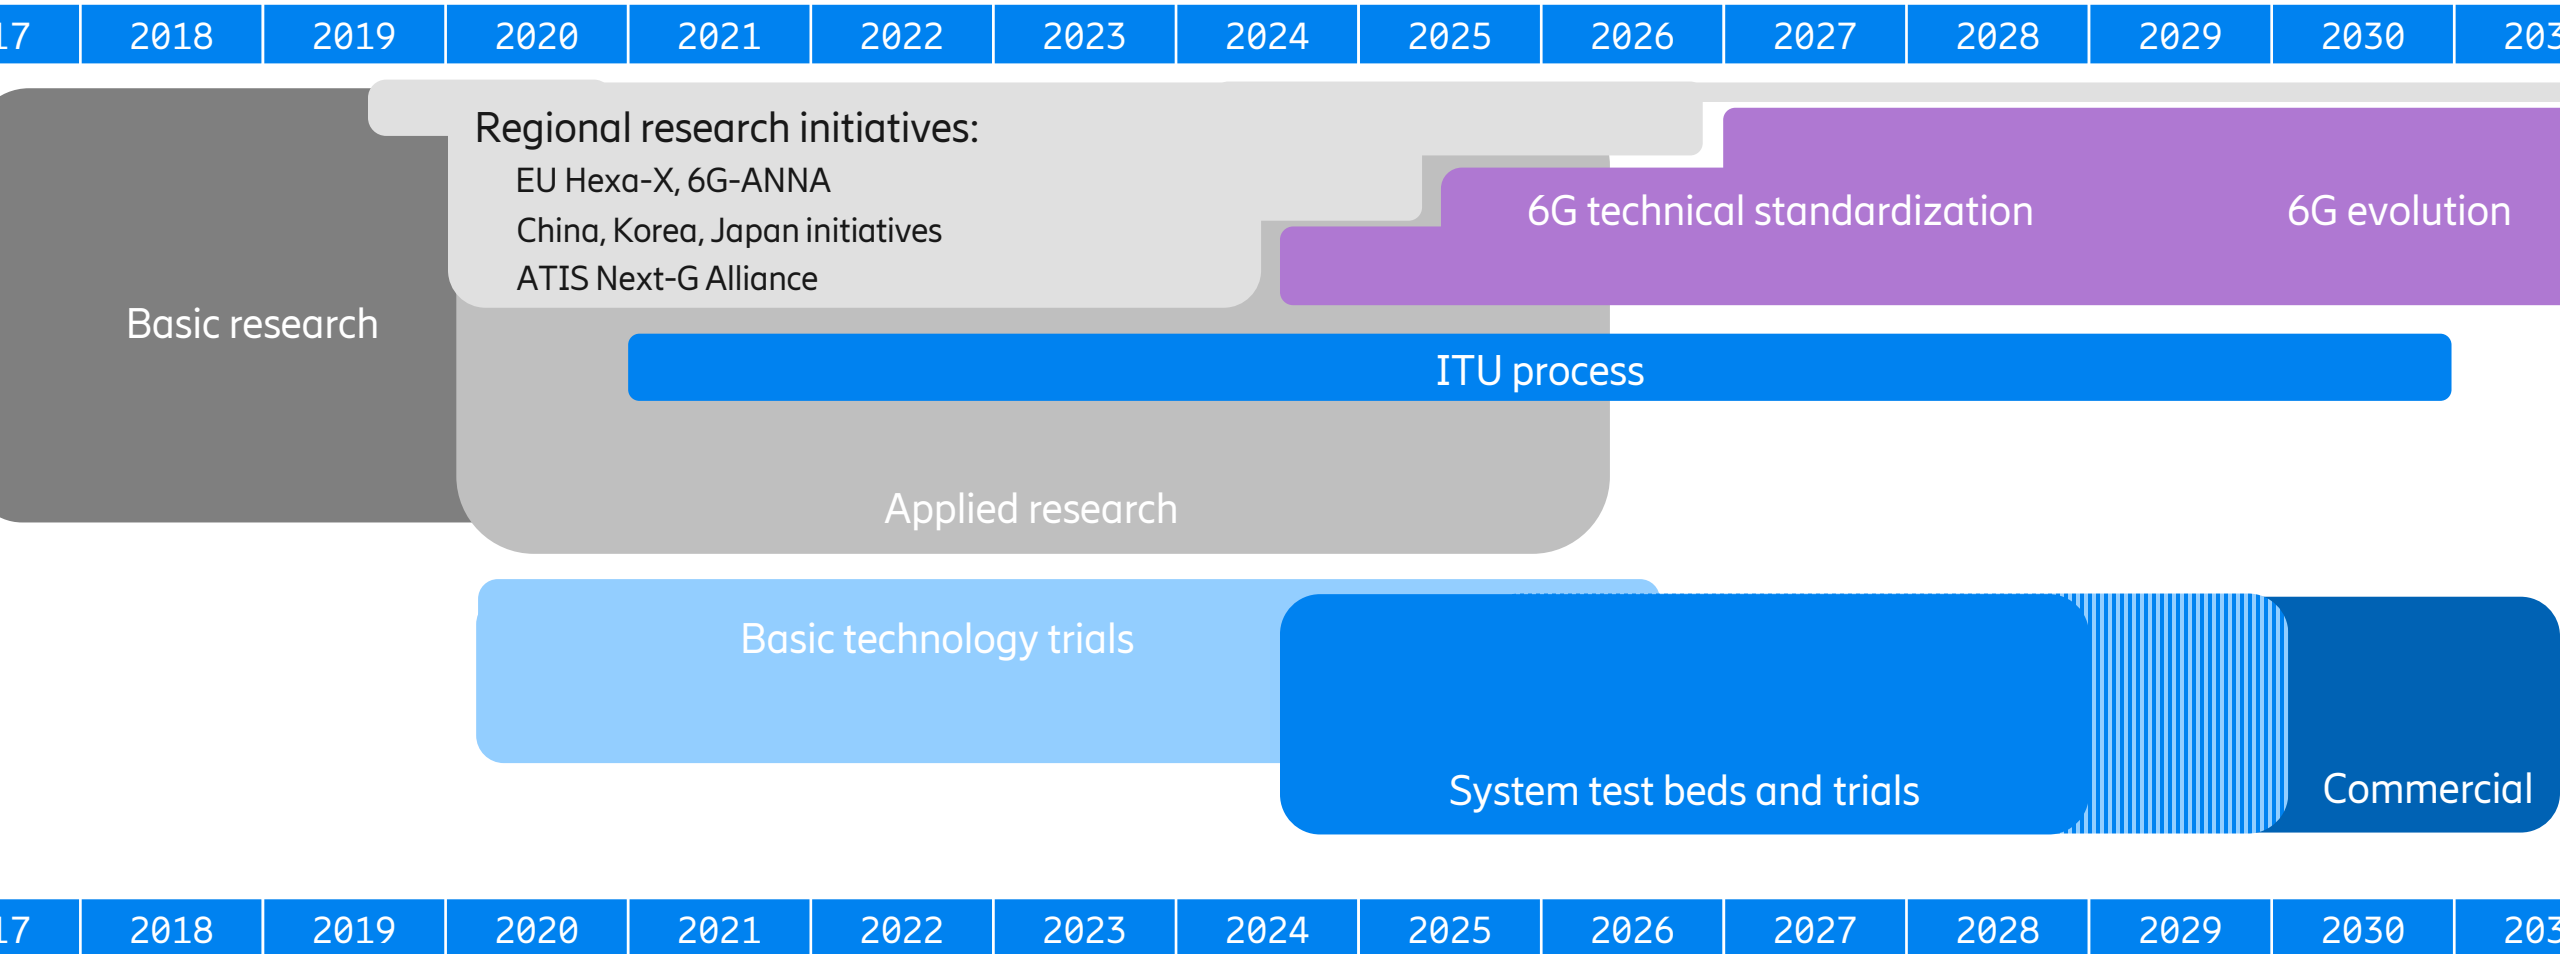 17 2018 2019 2020 2021 2022 2023 2024 2025 2026 2027 2028 2029 2030 203
Regional research initiatives:
EU Hexa-X, 6G-ANNA
6G technical standardization 6G evolution
China, Korea, Japan initiatives
ATIS Next-G Alliance
Basic research
ITU process
Applied research
Basic technology trials
System test beds and trials
Commercial
17 2018 2019 2020 2021 2022 2023 2024 2025 2026 2027 2028 2029 2030 203